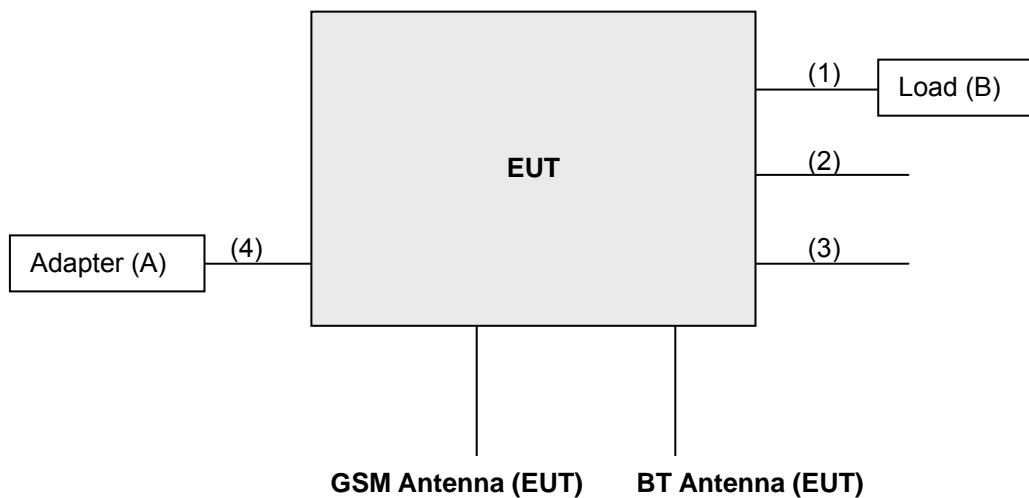 (1)
Load (B)
EUT
(2)
Adapter (A)
(4)
(3)
GSM Antenna (EUT)
BT Antenna (EUT)